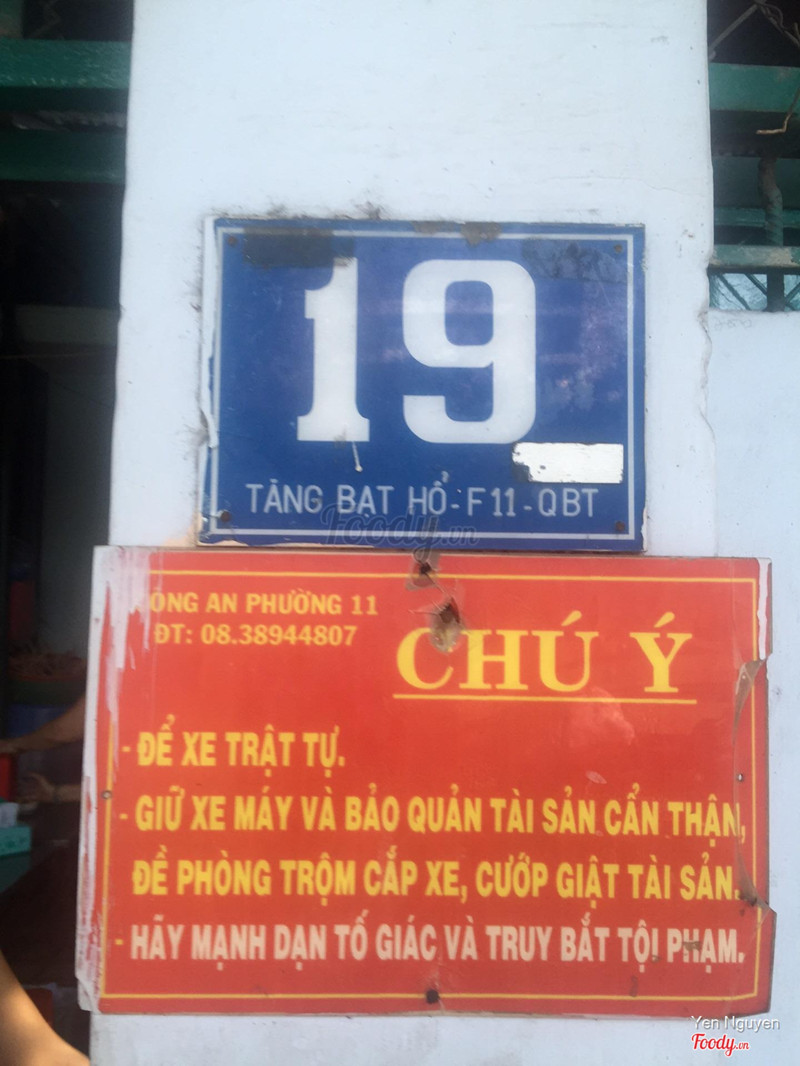 19
TĂNG BẠT HỔ - F 11 - QBT
Foody.vn
ÔNG AN PHƯỜNG 11
ĐT: 08.38944807
CHÚ Ý
- ĐỂ XE TRẬT TỰ.
- GIỮ XE MÁY VÀ BẢO QUẢN TÀI SẢN CẨN THẬN,
ĐỀ PHÒNG TRỘM CẮP XE, CƯỚP GIẬT TÀI SẢN.
- HÃY MẠNH DẠN TỐ GIÁC VÀ TRUY BẮT TỘI PHẠM.
Yen Nguyen
Foody.vn